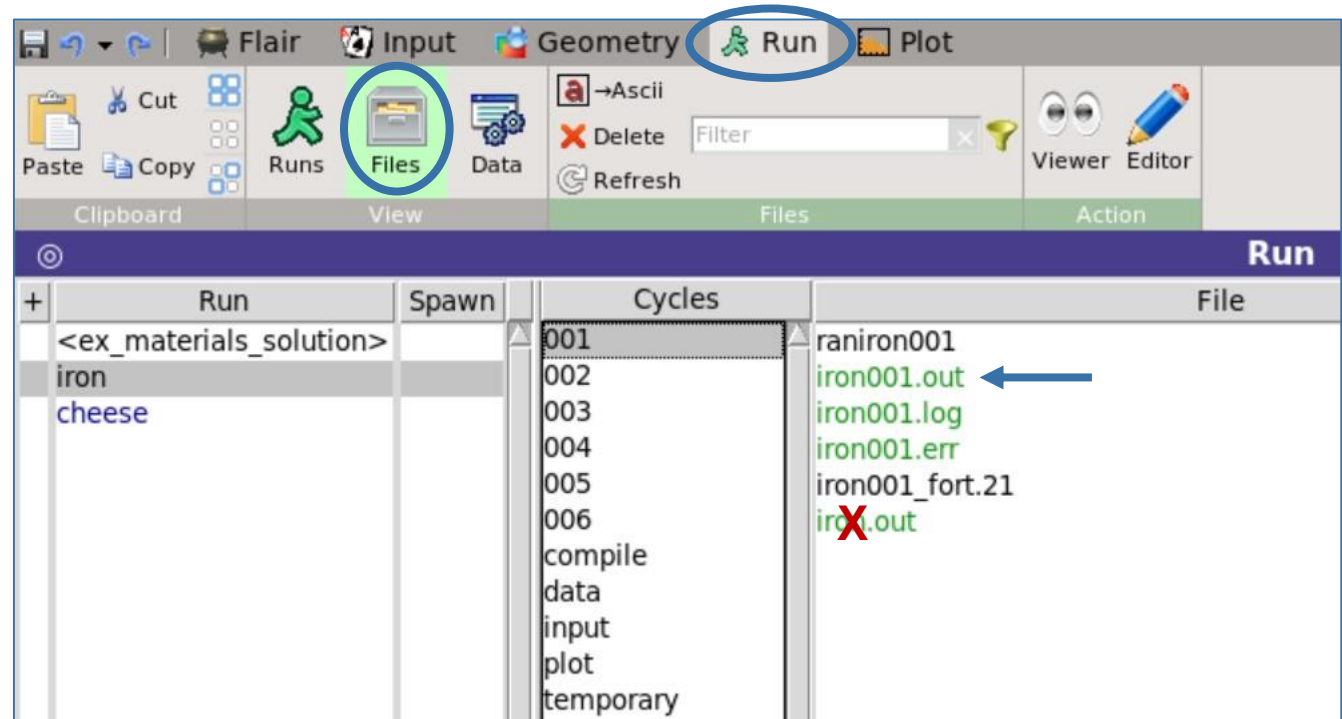 Flair Input Geometry Run Plot
Cut →Ascii
Delete Filter
Paste Copy Runs Files Data Refresh Viewer Editor
Clipboard View Files Action
Run
+ Run Spawn Cycles File
<ex_materials_solution> 001 raniron001
iron 002 iron001.out
cheese 003 iron001.log
004 iron001.err
005 iron001_fort.21
006 iron.out
X
compile
data
input
plot
temporary